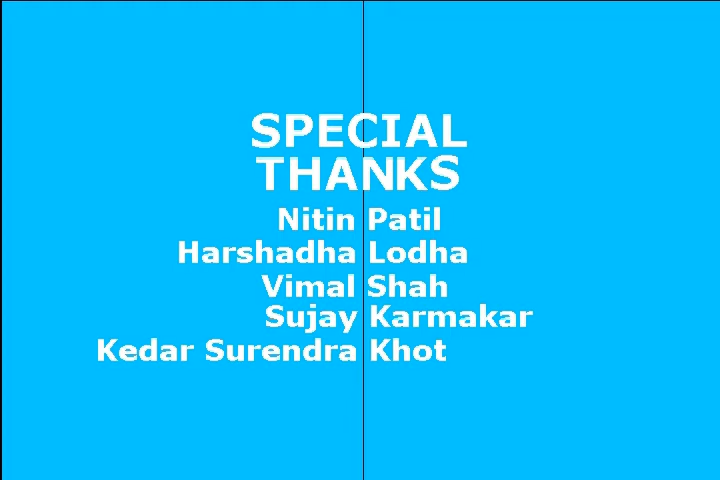 SPECIAL
THANKS
Nitin Patil
Harshadha Lodha
Vimal Shah
Sujay Karmakar
Kedar Surendra Khot